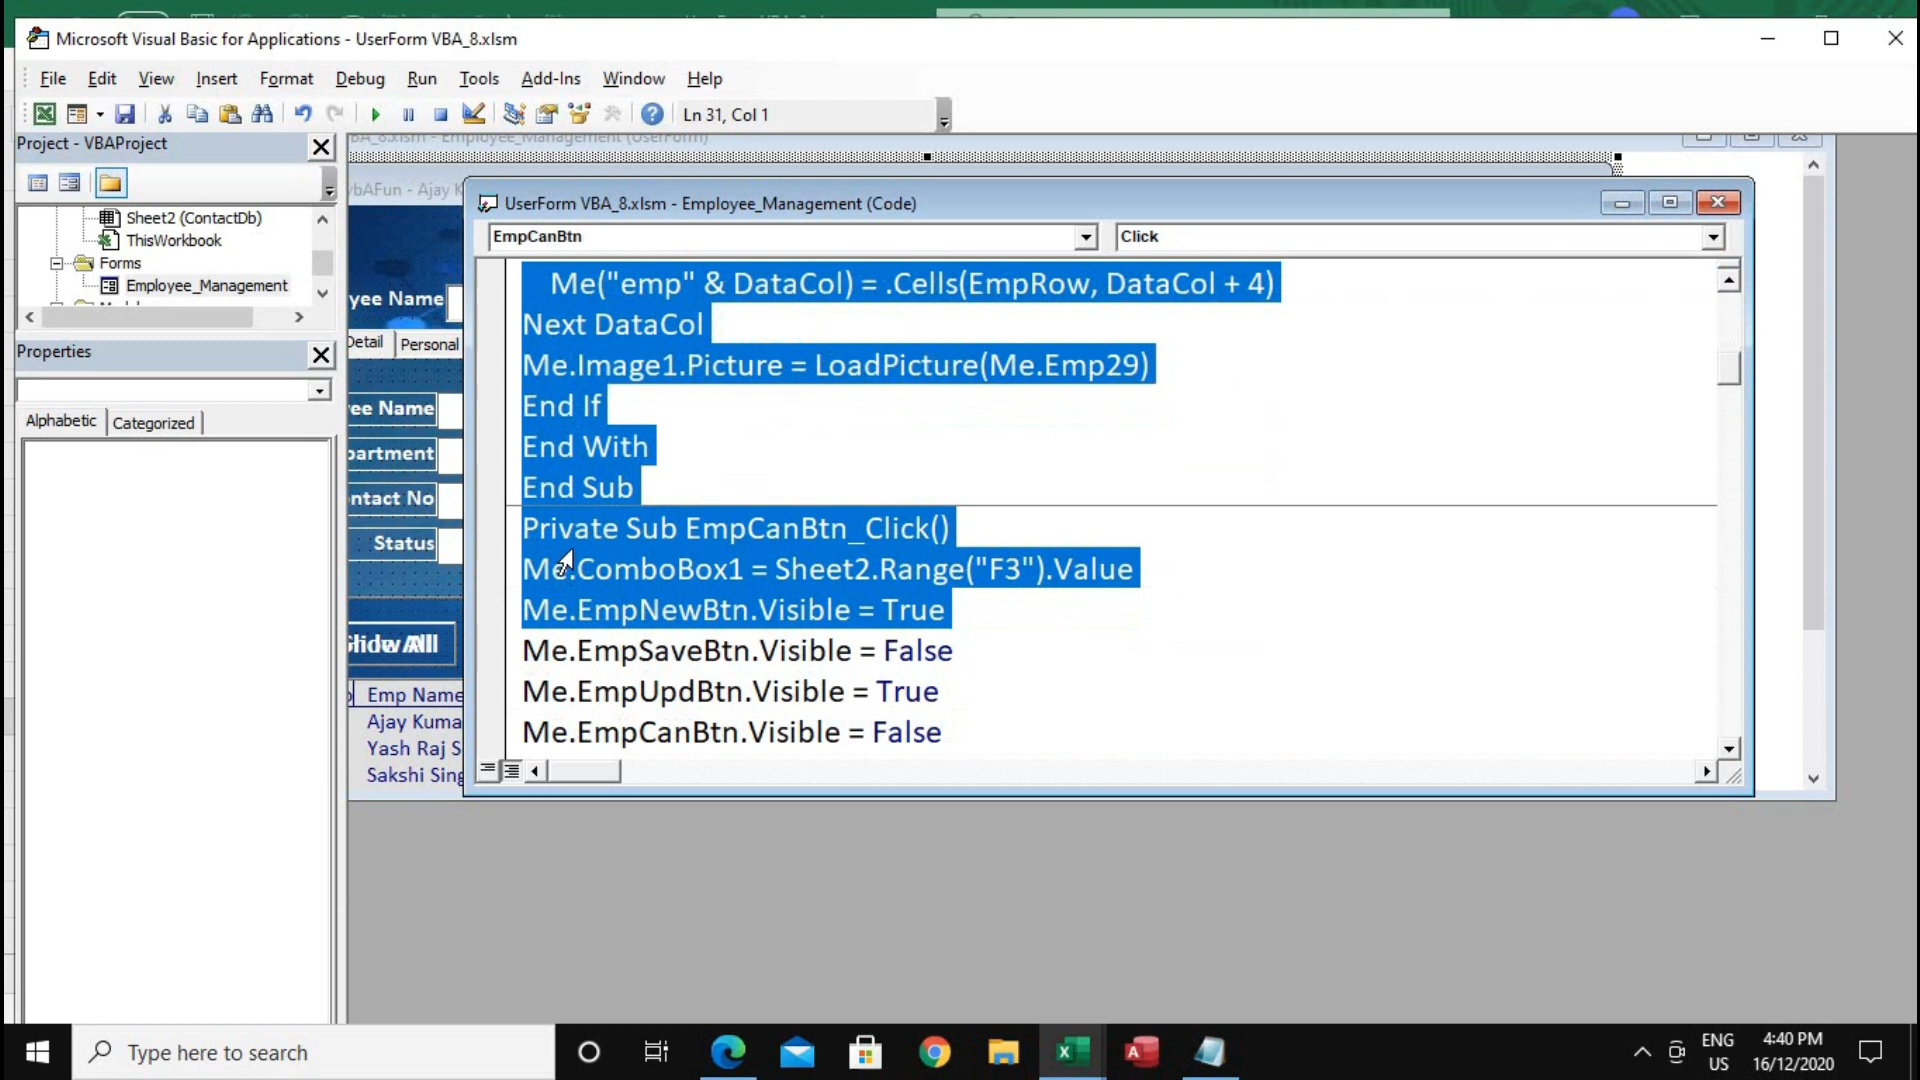 Microsoft Visual Basic for Applications - UserForm VBA_8.xlsm
File Edit View Insert Format Debug Run Tools Add-Ins Window Help
Ln 31, Col 1
Project - VBAProject
Sheet2 (ContactDb)
ThisWorkbook
Forms
Employee_Management
Properties
Alphabetic Categorized
BA_8.xlsm - Employee_Management (UserForm)
vbAFun - Ajay K
yee Name
Detail Personal
ee Name
partment
ntact No
Status
Emp Name
Ajay Kuma
Yash Raj S
Sakshi Sing
UserForm VBA_8.xlsm - Employee_Management (Code)
EmpCanBtn Click
Me("emp" & DataCol) = .Cells(EmpRow, DataCol + 4)
Next DataCol
Me.Image1.Picture = LoadPicture(Me.Emp29)
End If
End With
End Sub
Private Sub EmpCanBtn_Click()
Me.ComboBox1 = Sheet2.Range("F3").Value
Me.EmpNewBtn.Visible = True
Me.EmpSaveBtn.Visible = False
Me.EmpUpdBtn.Visible = True
Me.EmpCanBtn.Visible = False
Type here to search
ENG
US
4:40 PM
16/12/2020